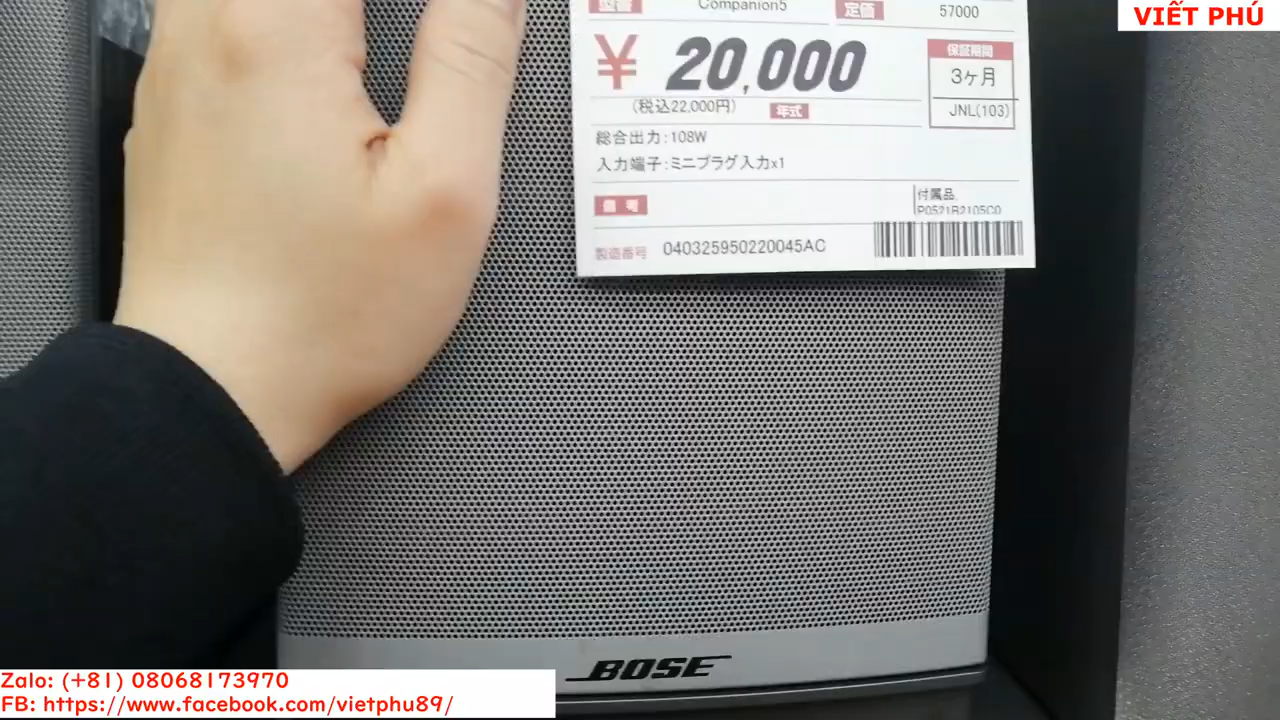 VIẾT PHÚ
型番 Companion5 定価 57000
¥ 20,000
(税込22,000円) 年式
保証期間
3ヶ月
JNL(103)
総合出力:108W
入力端子:ミニプラグ入力x1
備考
付属品
P0521B2105C0
製造番号 040325950220045AC
BOSE
Zalo: (+81) 08068173970
FB: https://www.facebook.com/vietphu89/